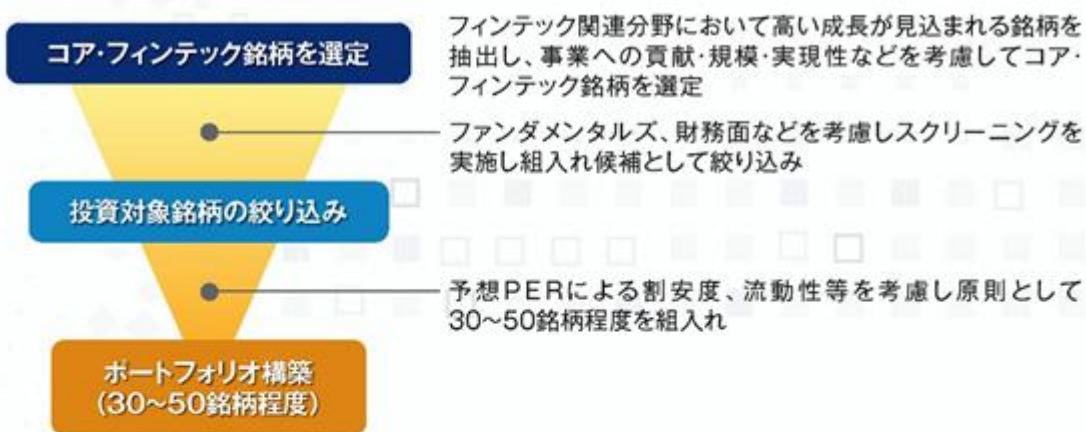 コア・フィンテック銘柄を選定
フィンテック関連分野において高い成長が見込まれる銘柄を
抽出し、事業への貢献・規模・実現性などを考慮してコア・
フィンテック銘柄を選定
ファンダメンタルズ、財務面などを考慮しスクリーニングを
実施し組入れ候補として絞り込み
投資対象銘柄の絞り込み
予想PERによる割安度、流動性等を考慮し原則として
30〜50銘柄程度を組入れ
ポートフォリオ構築
(30〜50銘柄程度)